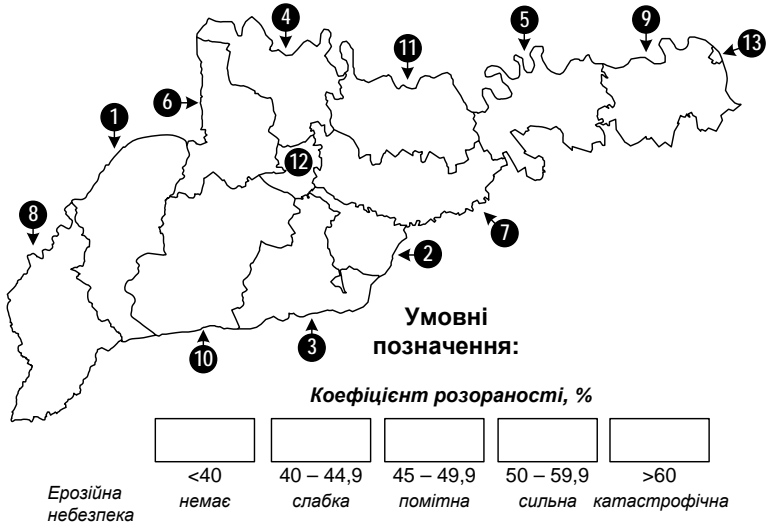 4
5
9
11
13
6
1
12
8
7
2
10
3
Умовні
позначення:
Коефіцієнт розораності, %
<40 40 – 44,9 45 – 49,9 50 – 59,9 >60
Ерозійна немає слабка помітна сильна катастрофічна
небезпека